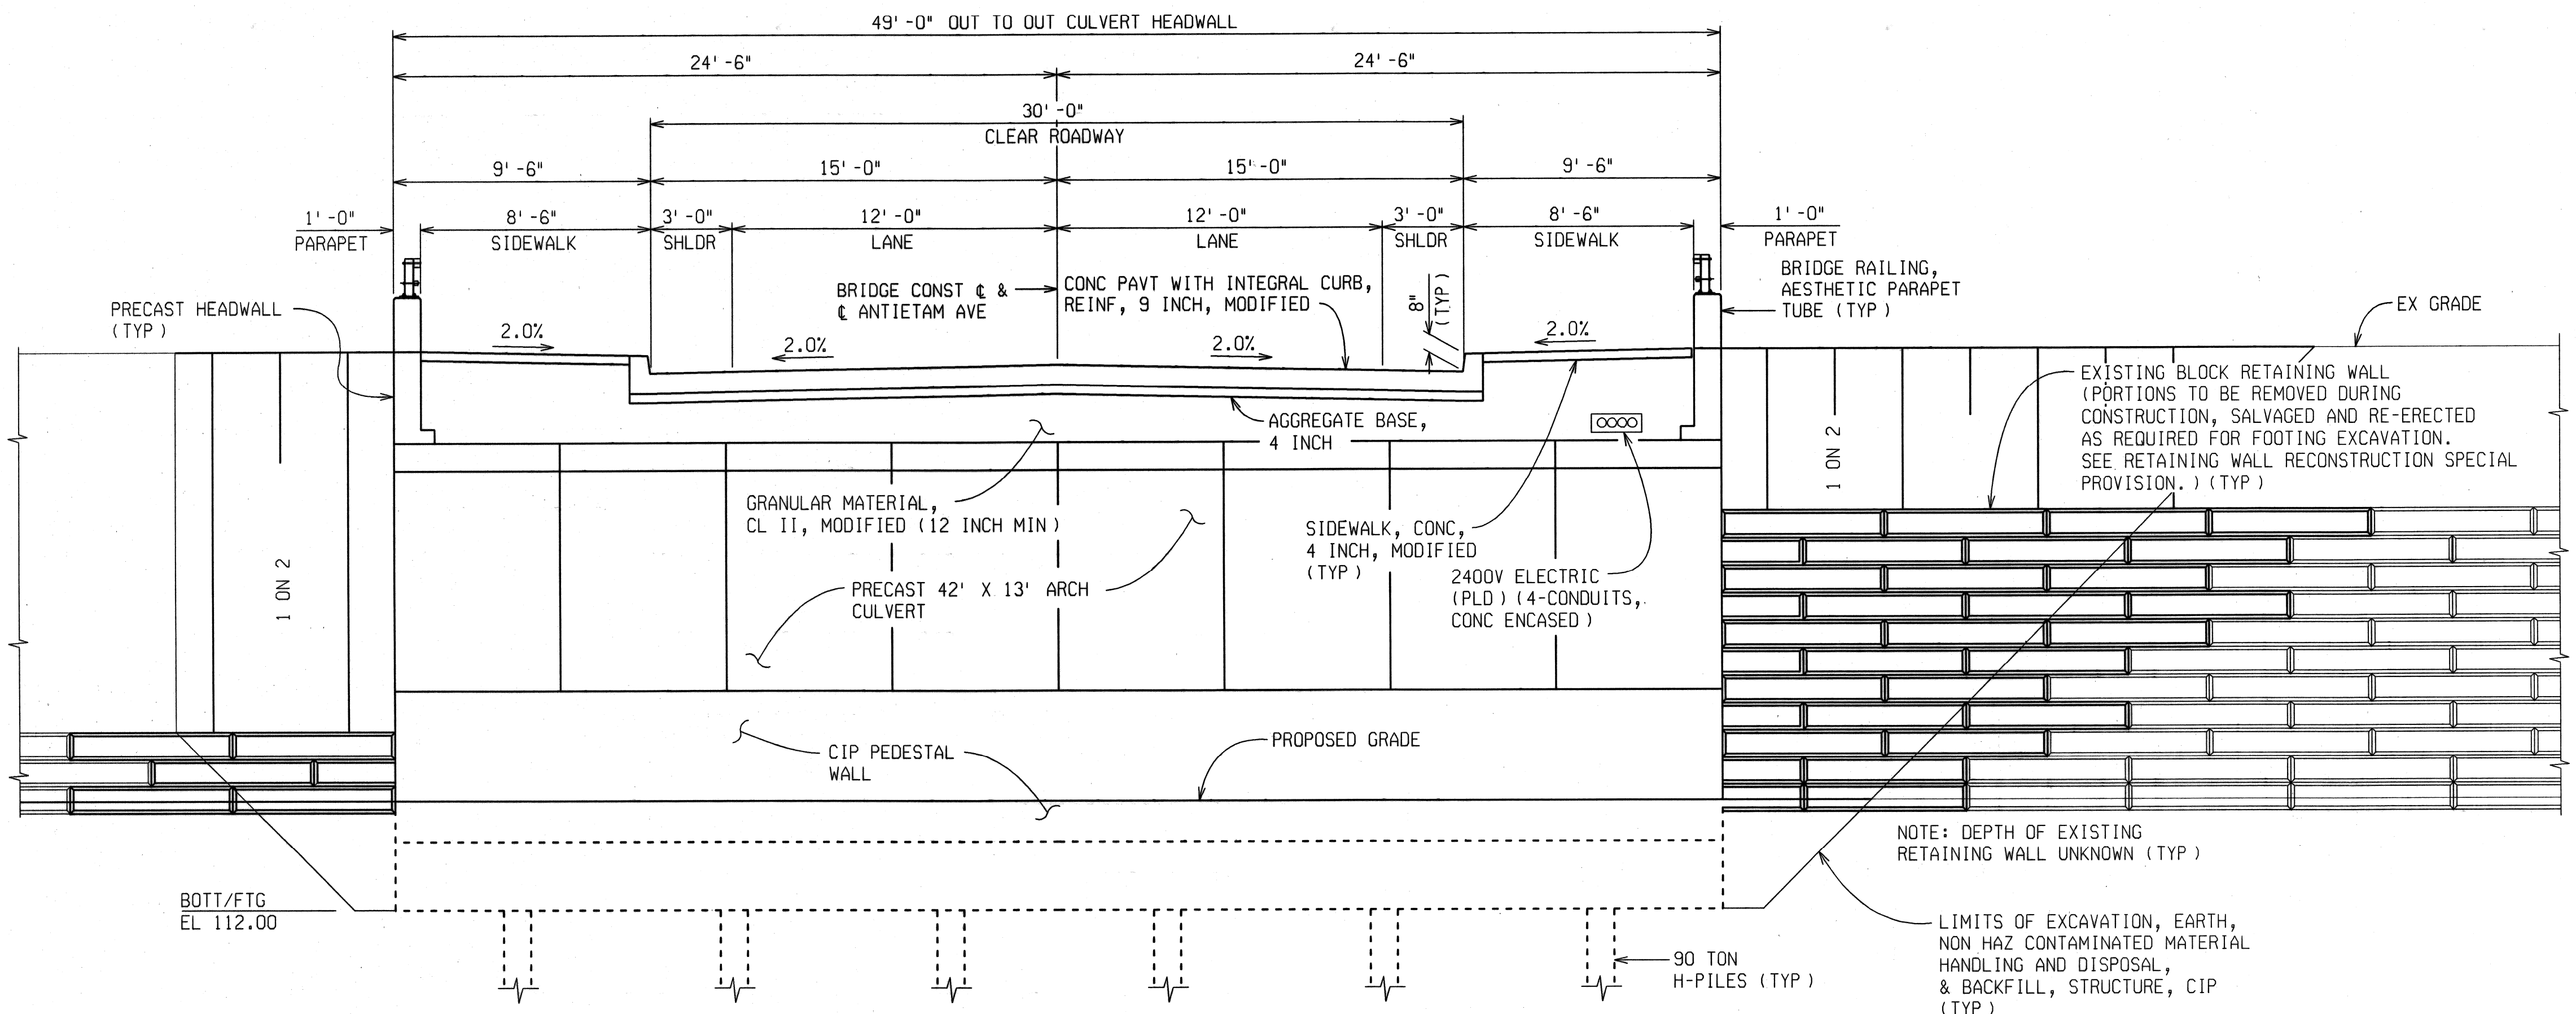 49'-0" OUT TO OUT CULVERT HEADWALL
24'-6"
24'-6"
30'-0"
CLEAR ROADWAY
9'-6"
15'-0"
15'-0"
9'-6"
1'-0"
PARAPET
8'-6"
SIDEWALK
3'-0"
SHLDR
12'-0"
LANE
12'-0"
LANE
3'-0"
SHLDR
8'-6"
SIDEWALK
1'-0"
PARAPET
PRECAST HEADWALL
(TYP)
BRIDGE CONST ℄ &
℄ ANTIETAM AVE
CONC PAVT WITH INTEGRAL CURB,
REINF, 9 INCH, MODIFIED
8"
(TYP)
BRIDGE RAILING,
AESTHETIC PARAPET
TUBE (TYP)
EX GRADE
2.0%
2.0%
2.0%
2.0%
EXISTING BLOCK RETAINING WALL
(PORTIONS TO BE REMOVED DURING
CONSTRUCTION, SALVAGED AND RE-ERECTED
AS REQUIRED FOR FOOTING EXCAVATION.
SEE RETAINING WALL RECONSTRUCTION SPECIAL
PROVISION.) (TYP)
AGGREGATE BASE,
4 INCH
1 ON 2
1 ON 2
GRANULAR MATERIAL,
CL II, MODIFIED (12 INCH MIN)
SIDEWALK, CONC,
4 INCH, MODIFIED
(TYP)
2400V ELECTRIC
(PLD) (4-CONDUITS,
CONC ENCASED)
PRECAST 42' X 13' ARCH
CULVERT
CIP PEDESTAL
WALL
PROPOSED GRADE
NOTE: DEPTH OF EXISTING
RETAINING WALL UNKNOWN (TYP)
BOTT/FTG
EL 112.00
90 TON
H-PILES (TYP)
LIMITS OF EXCAVATION, EARTH,
NON HAZ CONTAMINATED MATERIAL
HANDLING AND DISPOSAL,
& BACKFILL, STRUCTURE, CIP
(TYP)